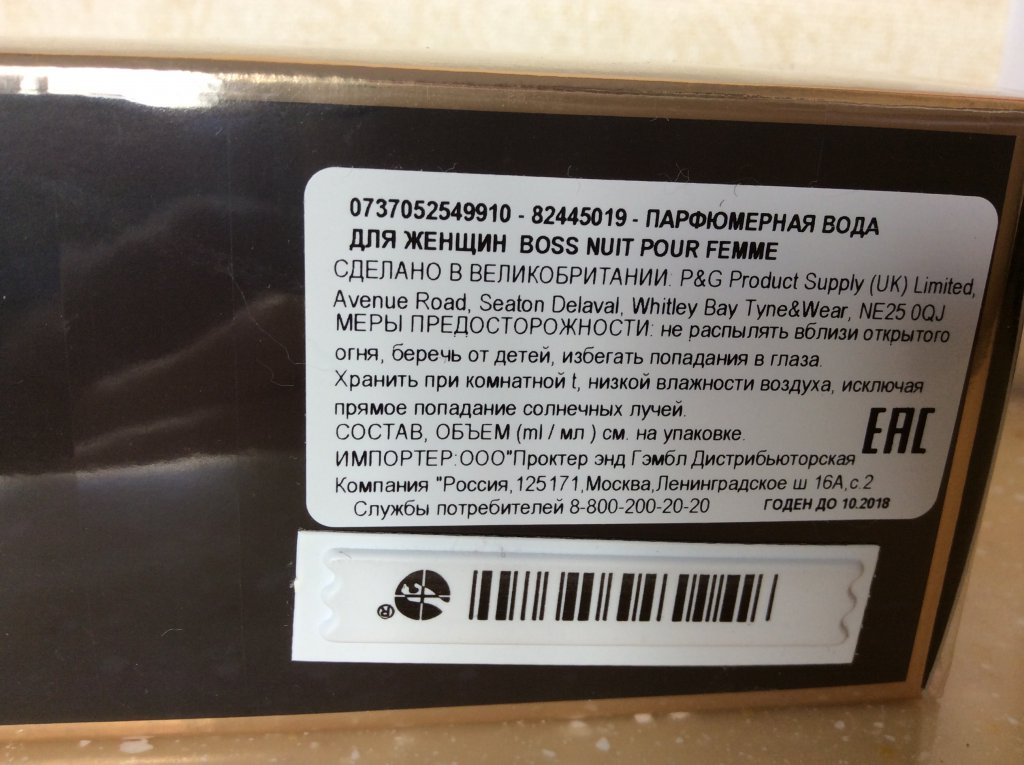 0737052549910 - 82445019 - ПАРФЮМЕРНАЯ ВОДА
ДЛЯ ЖЕНЩИН BOSS NUIT POUR FEMME
СДЕЛАНО В ВЕЛИКОБРИТАНИИ: P&G Product Supply (UK) Limited,
Avenue Road, Seaton Delaval, Whitley Bay Tyne&Wear, NE25 0QJ
МЕРЫ ПРЕДОСТОРОЖНОСТИ: не распылять вблизи открытого
огня, беречь от детей, избегать попадания в глаза.
Хранить при комнатной t, низкой влажности воздуха, исключая
прямое попадание солнечных лучей.
СОСТАВ, ОБЪЕМ (ml / мл ) см. на упаковке.
EAC
ИМПОРТЕР:ООО"Проктер энд Гэмбл Дистрибьюторская
Компания "Россия,125171,Москва,Ленинградское ш 16А,с.2
Службы потребителей 8-800-200-20-20
ГОДЕН ДО 10.2018
®